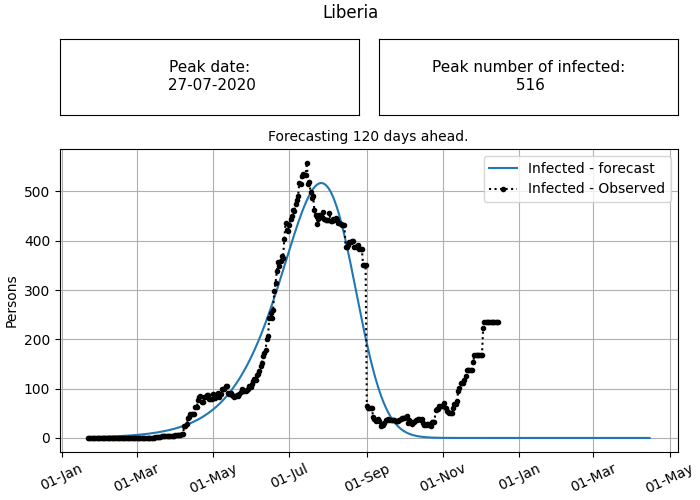 Liberia
Peak date:
27-07-2020
Peak number of infected:
516
Forecasting 120 days ahead.
Infected - forecast
Infected - Observed
Persons
500
400
300
200
100
0
01-Jan
01-Mar
01-May
01-Jul
01-Sep
01-Nov
01-Jan
01-Mar
01-May